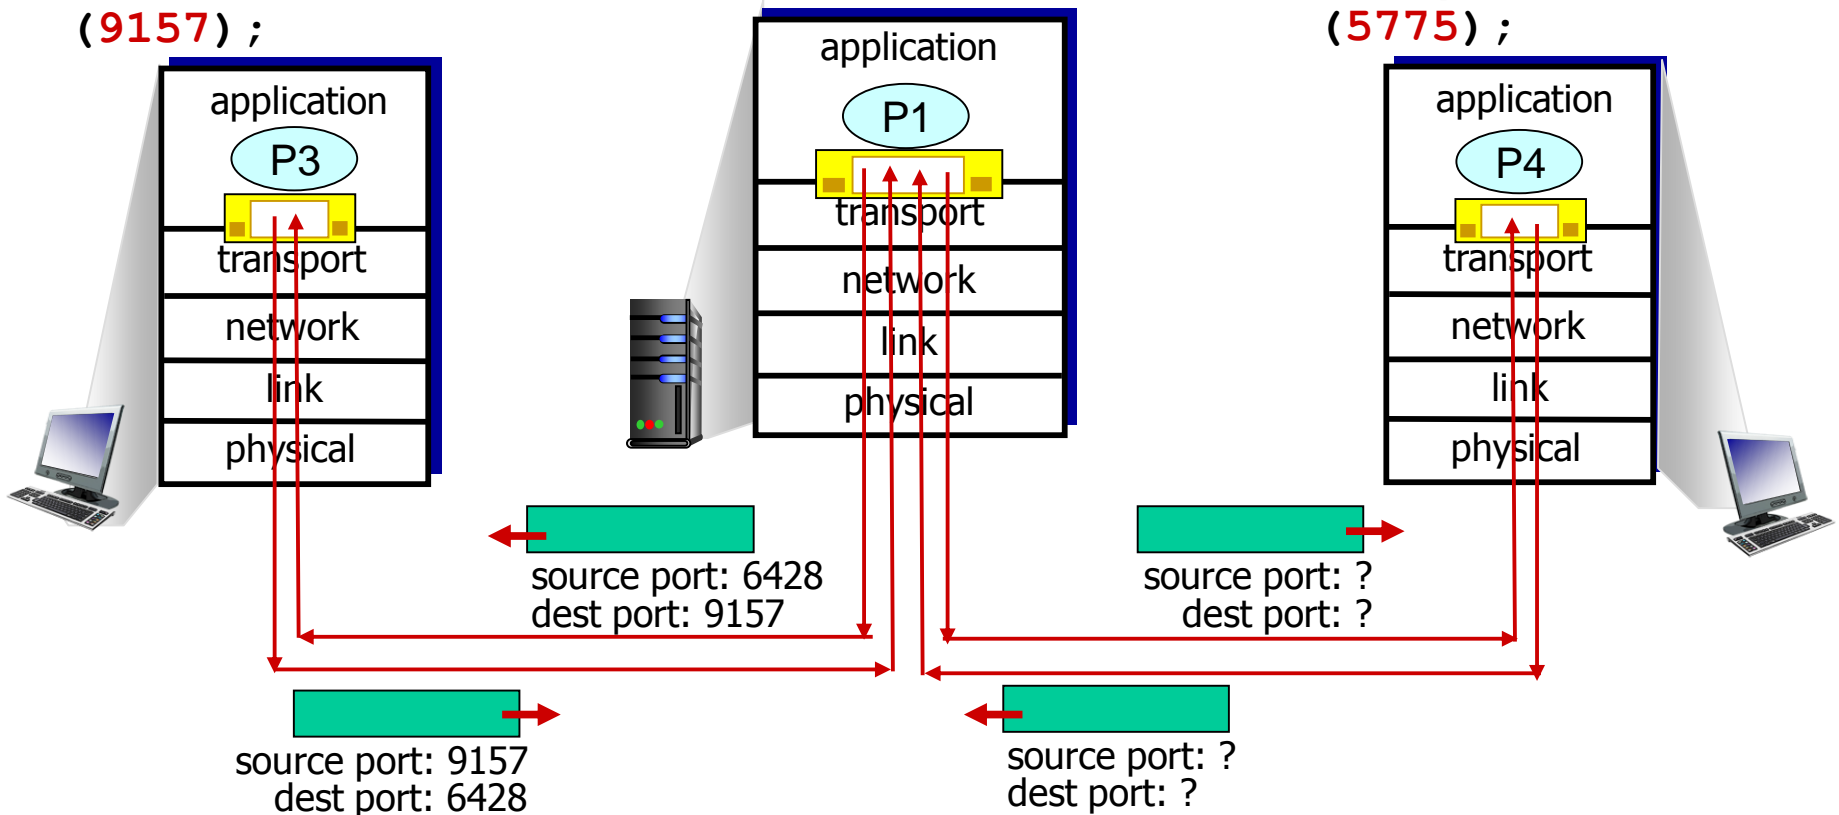 (9157);
application
P3
transport
network
link
physical
application
P1
transport
network
link
physical
(5775);
application
P4
transport
network
link
physical
source port: 6428
dest port: 9157
source port: ?
dest port: ?
source port: 9157
dest port: 6428
source port: ?
dest port: ?